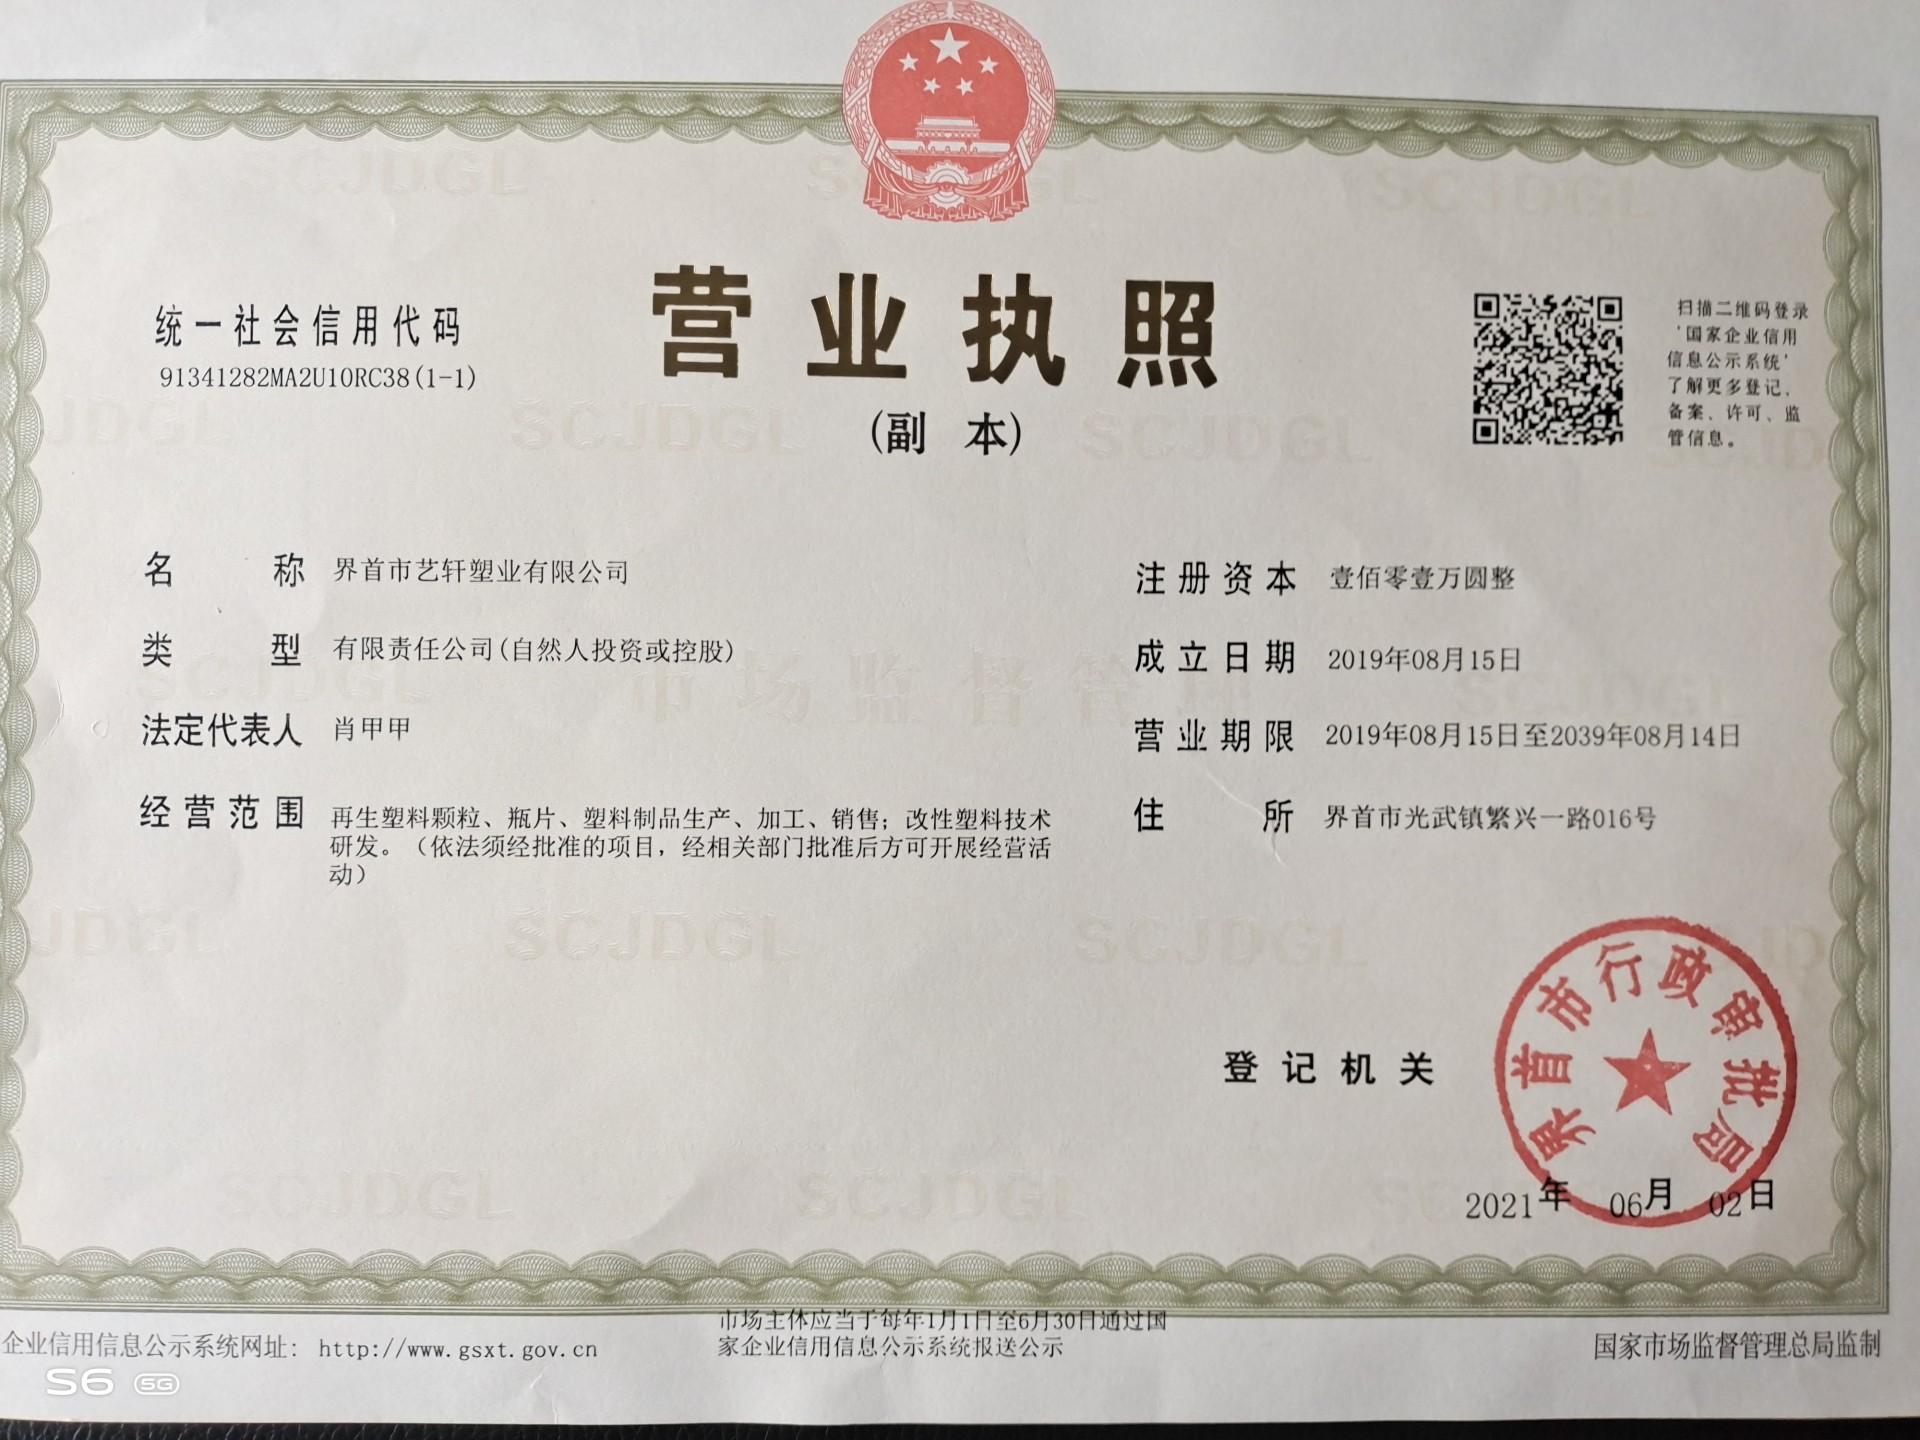 统一社会信用代码
91341282MA2U10RC38(1-1)
营业执照
(副 本)
扫描二维码登录
‘国家企业信用
信息公示系统’
了解更多登记、
备案、许可、监
管信息。
名 称 界首市艺轩塑业有限公司
类 型 有限责任公司(自然人投资或控股)
法定代表人 肖甲甲
经营范围 再生塑料颗粒、瓶片、塑料制品生产、加工、销售；改性塑料技术
研发。（依法须经批准的项目，经相关部门批准后方可开展经营活
动）
注册资本 壹佰零壹万圆整
成立日期 2019年08月15日
营业期限 2019年08月15日至2039年08月14日
住 所 界首市光武镇繁兴一路016号
SCJDGL
市场监督管理
登记机关
界首市行政审批局
2021年 06月 02日
企业信用信息公示系统网址： http://www.gsxt.gov.cn
市场主体应当于每年1月1日至6月30日通过国
家企业信用信息公示系统报送公示
国家市场监督管理总局监制
S6 5G